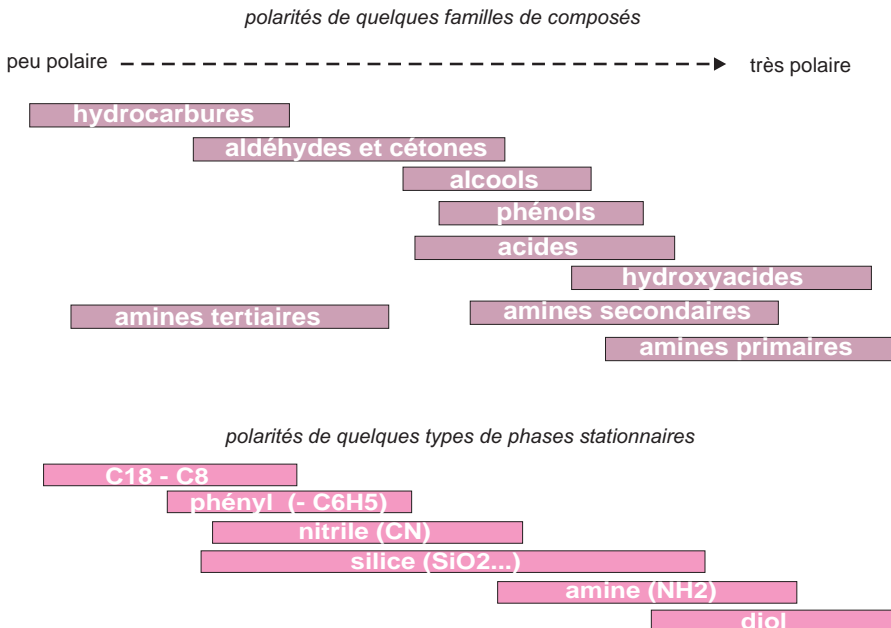 polarités de quelques familles de composés
peu polaire
très polaire
hydrocarbures
aldéhydes et cétones
alcools
phénols
acides
hydroxyacides
amines tertiaires
amines secondaires
amines primaires
polarités de quelques types de phases stationnaires
C18 - C8
phényl (- C6H5)
nitrile (CN)
silice (SiO2...)
amine (NH2)
diol